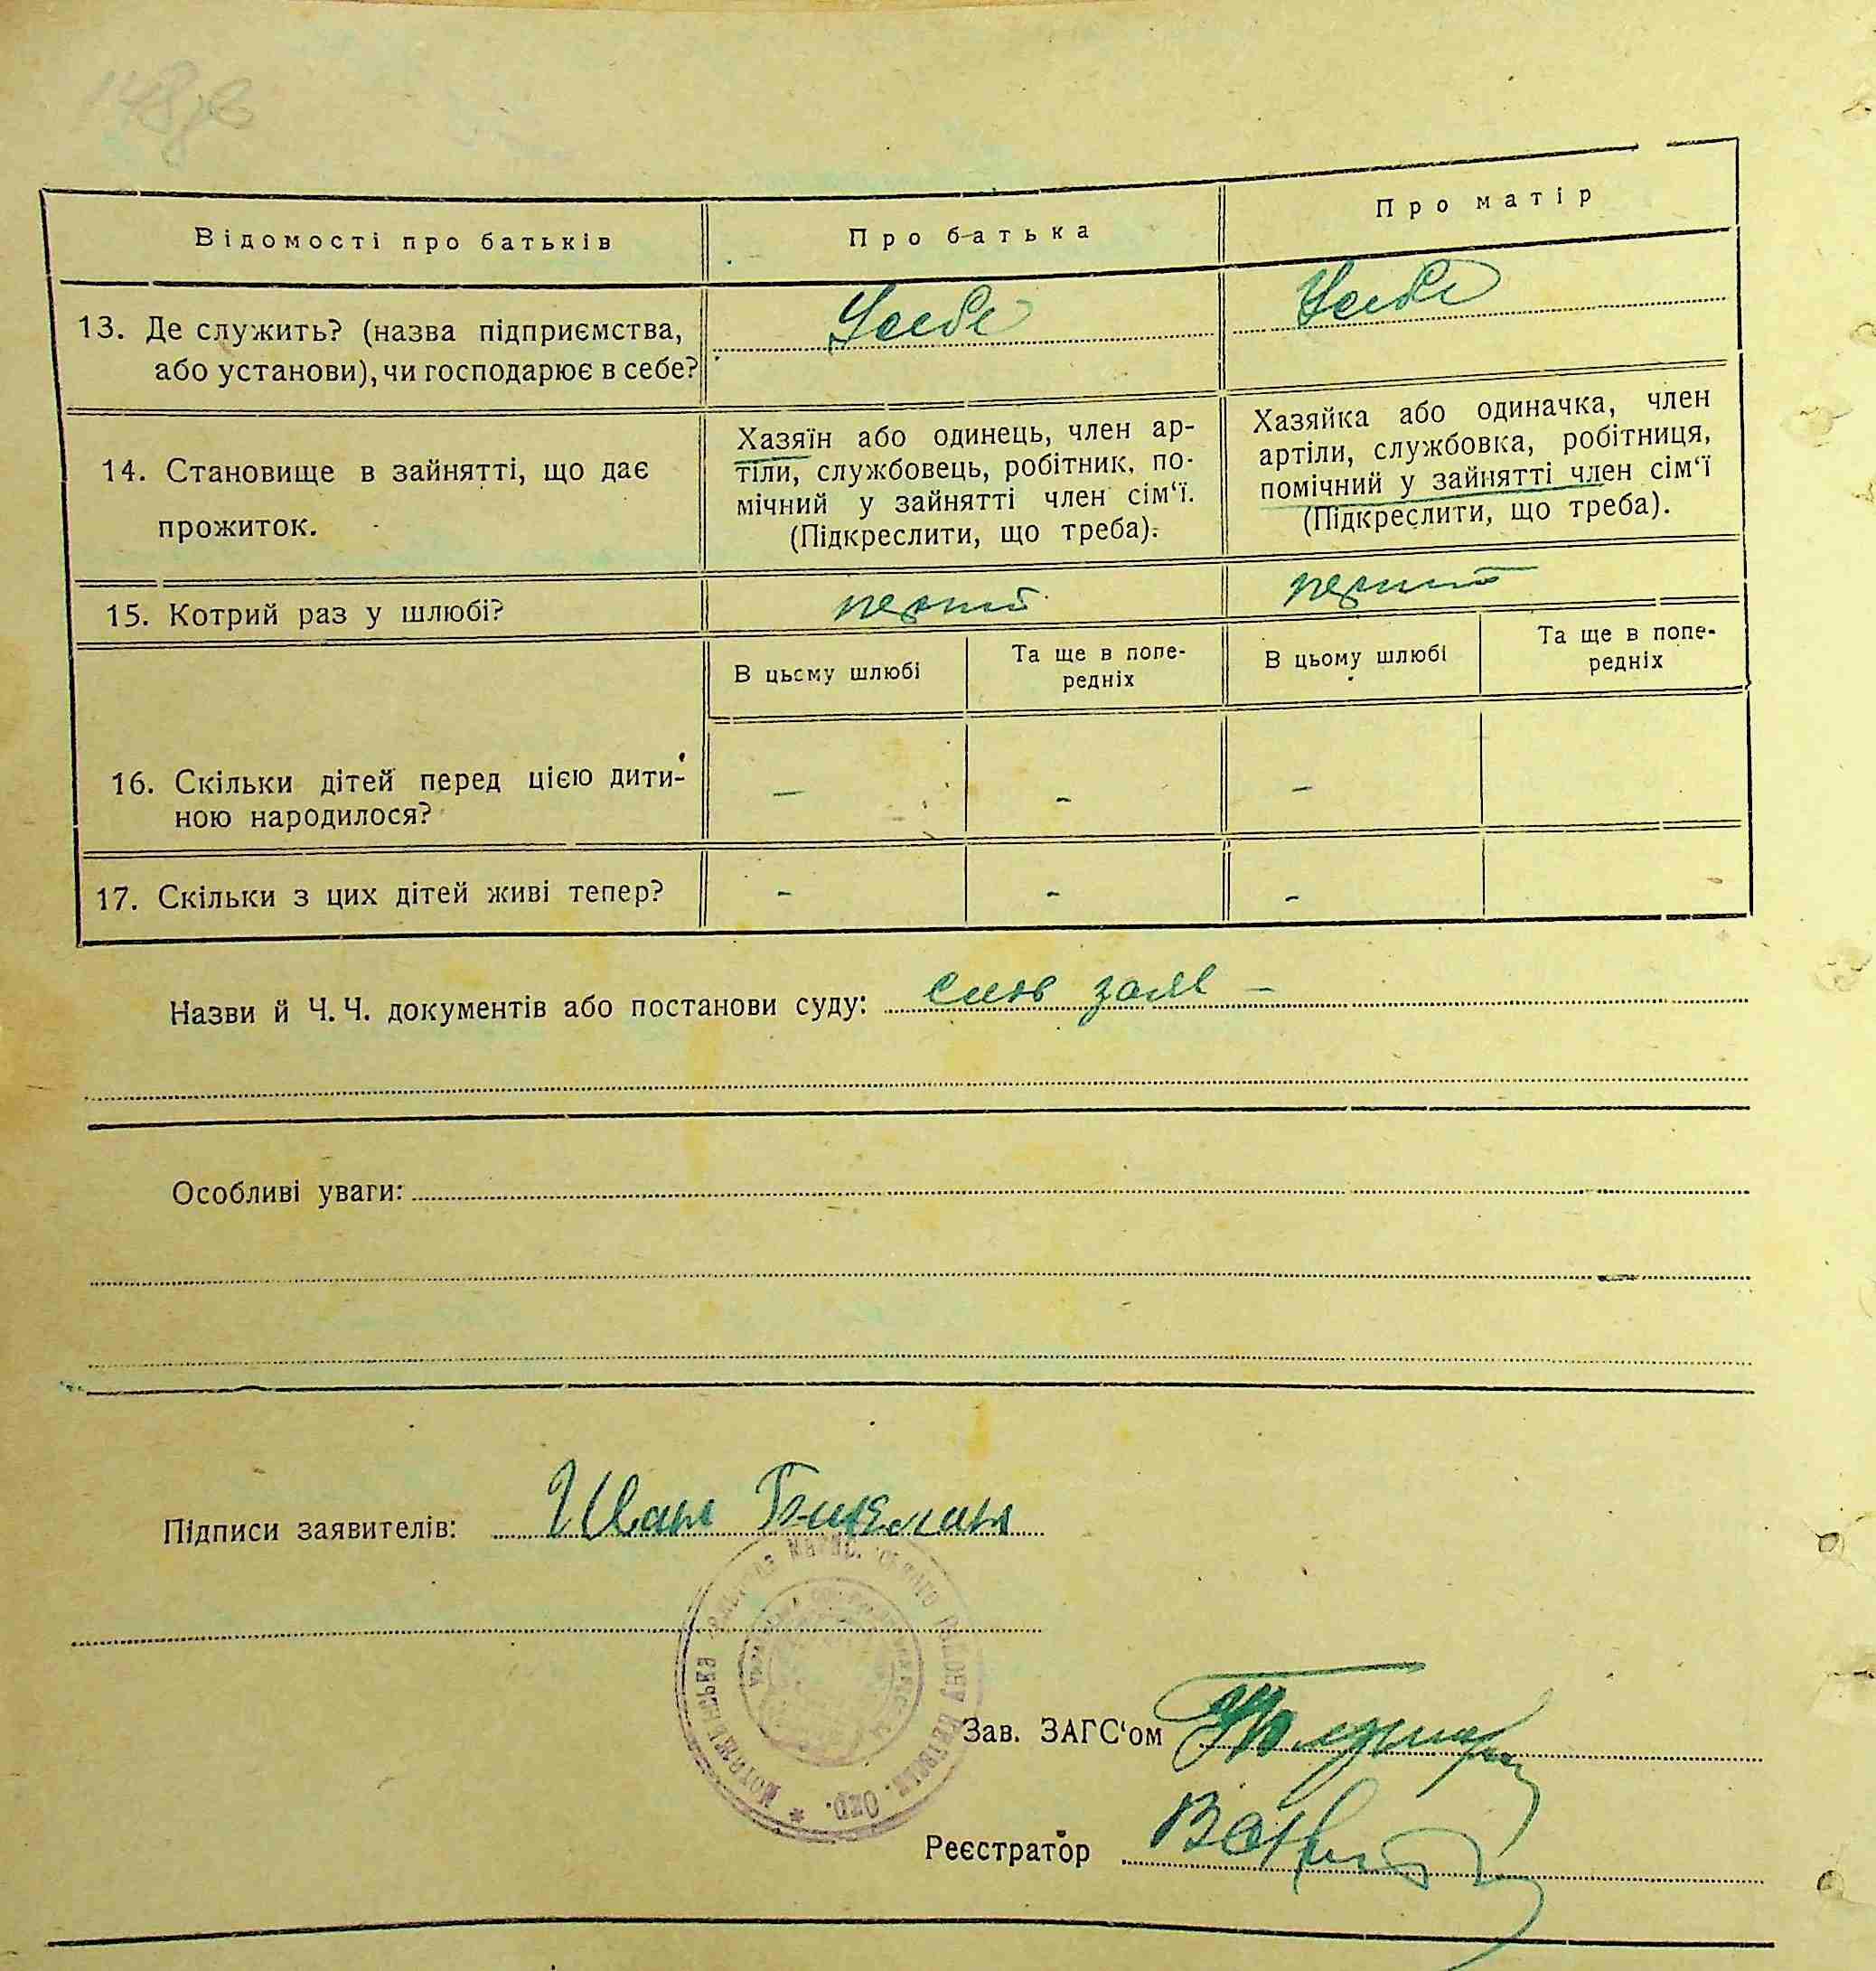 Відомості про батьків
Про батька
Про матір
13. Де служить? (назва підприємства,
або установи), чи господарює в себе?
У себе
У себе
14. Становище в зайнятті, що дає
прожиток.
Хазяїн або одинець, член ар-
тіли, службовець, робітник, по-
мічний у зайнятті член сім‘ї.
(Підкреслити, що треба).
Хазяйка або одиначка, член
артіли, службовка, робітниця,
помічний у зайнятті член сім‘ї
(Підкреслити, що треба).
15. Котрий раз у шлюбі?
перший
перший
В цьому шлюбі
Та ще в попе-
редніх
В цьому шлюбі
Та ще в попе-
редніх
16. Скільки дітей перед цією дити-
ною народилося?
–
-
–
17. Скільки з цих дітей живі тепер?
-
-
-
Назви й Ч. Ч. документів або постанови суду:
Особливі уваги:
Підписи заявителів: Иван
Зав. ЗАГС‘ом
Реєстратор